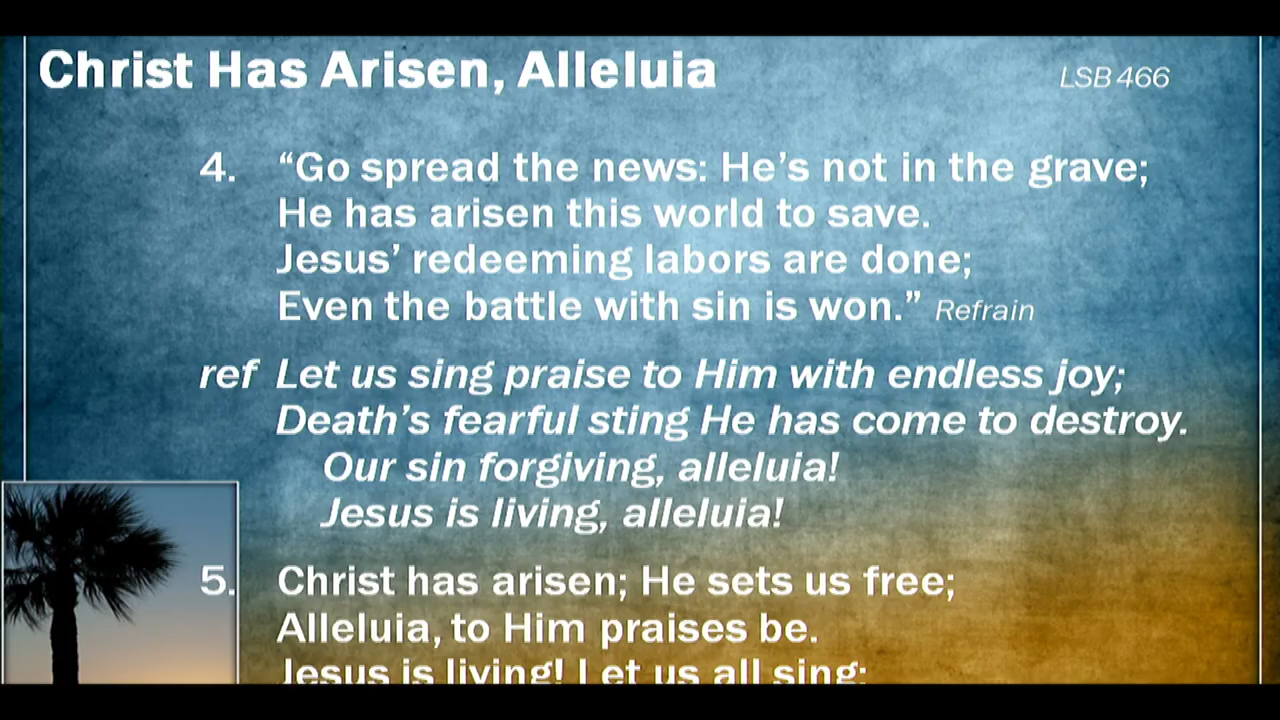 Christ Has Arisen, Alleluia LSB 466
4. “Go spread the news: He’s not in the grave;
He has arisen this world to save.
Jesus’ redeeming labors are done;
Even the battle with sin is won.” Refrain
ref Let us sing praise to Him with endless joy;
Death’s fearful sting He has come to destroy.
Our sin forgiving, alleluia!
Jesus is living, alleluia!
5. Christ has arisen; He sets us free;
Alleluia, to Him praises be.
Jesus is living! Let us all sing;